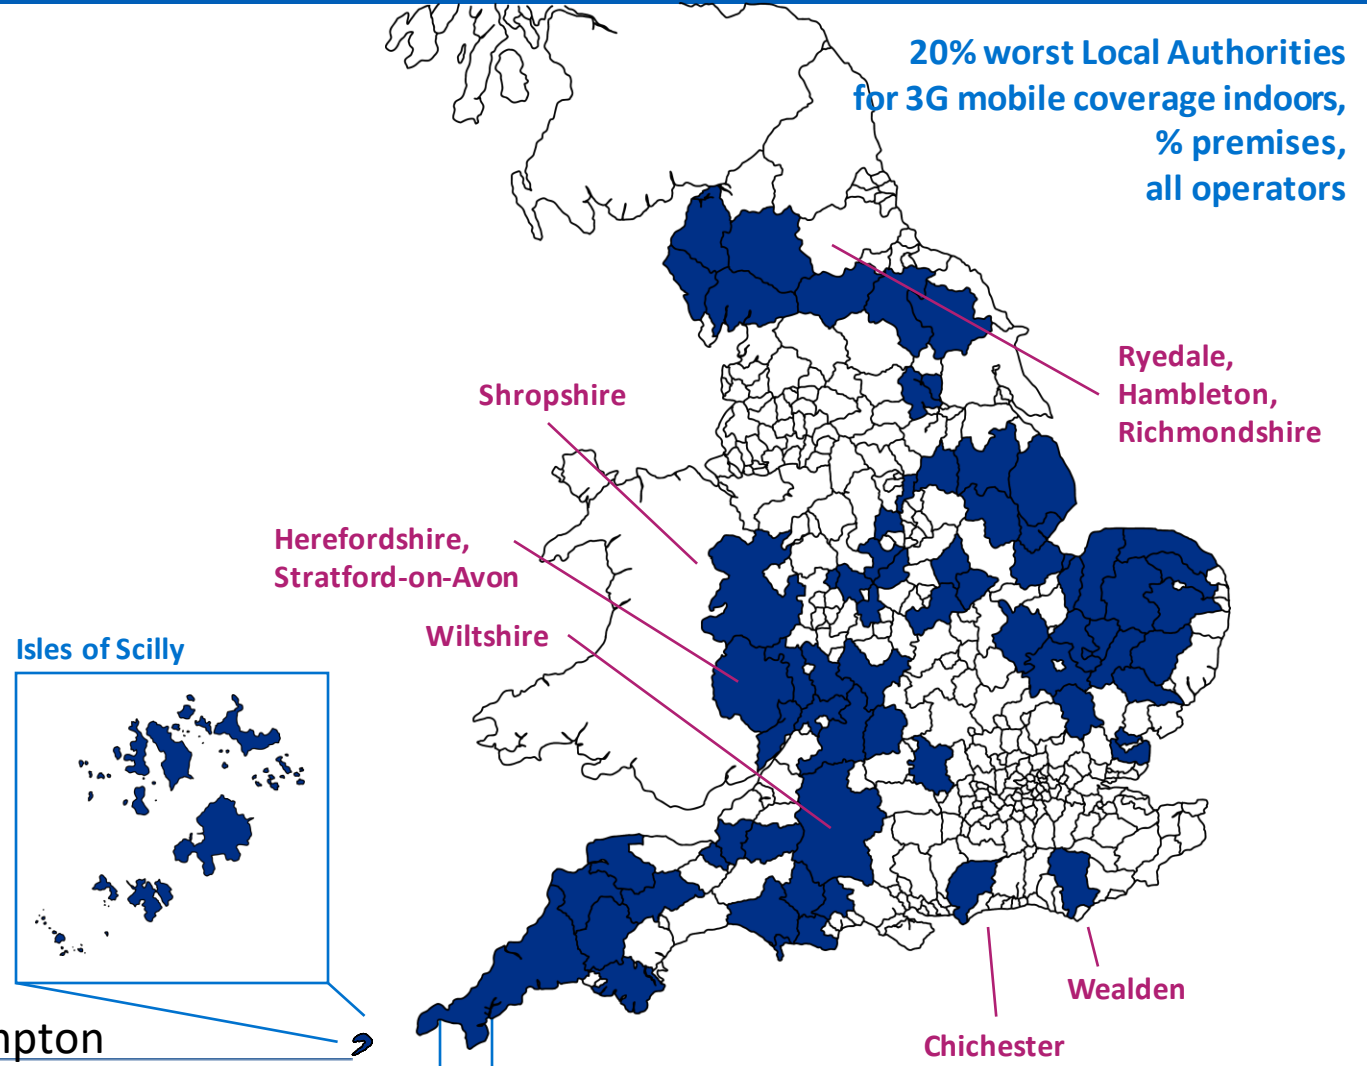 20% worst Local Authorities
for 3G mobile coverage indoors,
% premises,
all operators
Ryedale,
Hambleton,
Richmondshire
Shropshire
Herefordshire,
Stratford-on-Avon
Wiltshire
Isles of Scilly
Wealden
Chichester
mpton